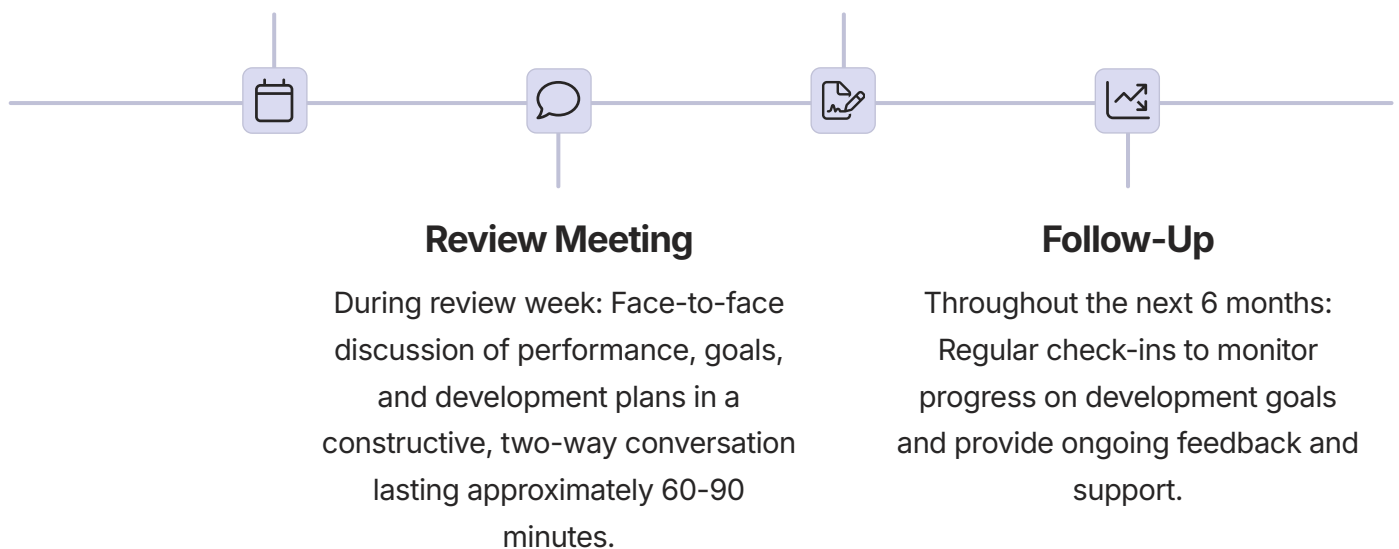 Review Meeting
During review week: Face-to-face
discussion of performance, goals,
and development plans in a
constructive, two-way conversation
lasting approximately 60-90
minutes.
Follow-Up
Throughout the next 6 months:
Regular check-ins to monitor
progress on development goals
and provide ongoing feedback and
support.